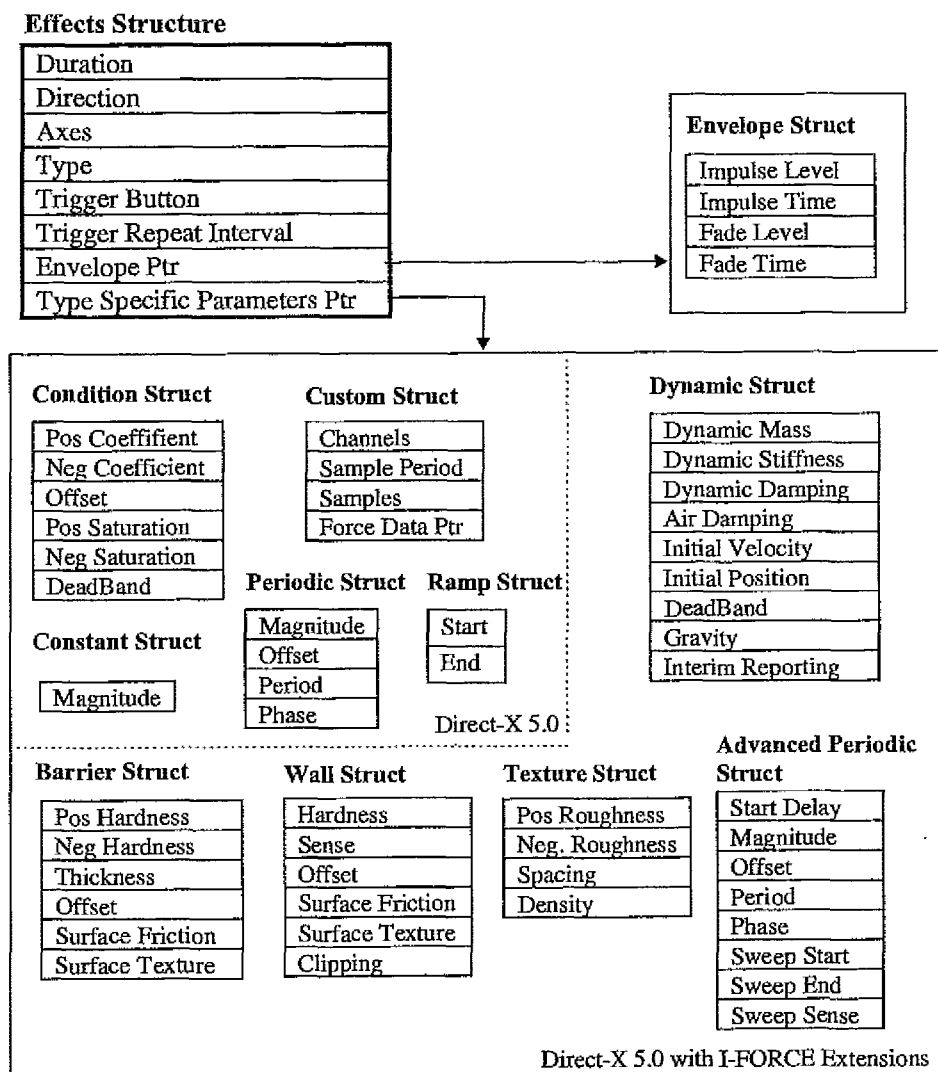 Effects Structure
Duration
Direction
Axes
Type
Trigger Button
Trigger Repeat Interval
Envelope Ptr
Type Specific Parameters Ptr
Envelope Struct
Impulse Level
Impulse Time
Fade Level
Fade Time
Condition Struct
Pos Coeffifient
Neg Coefficient
Offset
Pos Saturation
Neg Saturation
DeadBand
Custom Struct
Channels
Sample Period
Samples
Force Data Ptr
Dynamic Struct
Dynamic Mass
Dynamic Stiffness
Dynamic Damping
Air Damping
Initial Velocity
Initial Position
DeadBand
Gravity
Interim Reporting
Constant Struct
Magnitude
Periodic Struct
Magnitude
Offset
Period
Phase
Ramp Struct
Start
End
Direct-X 5.0
Barrier Struct
Pos Hardness
Neg Hardness
Thickness
Offset
Surface Friction
Surface Texture
Wall Struct
Hardness
Sense
Offset
Surface Friction
Surface Texture
Clipping
Texture Struct
Pos Roughness
Neg. Roughness
Spacing
Density
Advanced Periodic
Struct
Start Delay
Magnitude
Offset
Period
Phase
Sweep Start
Sweep End
Sweep Sense
Direct-X 5.0 with I-FORCE Extensions